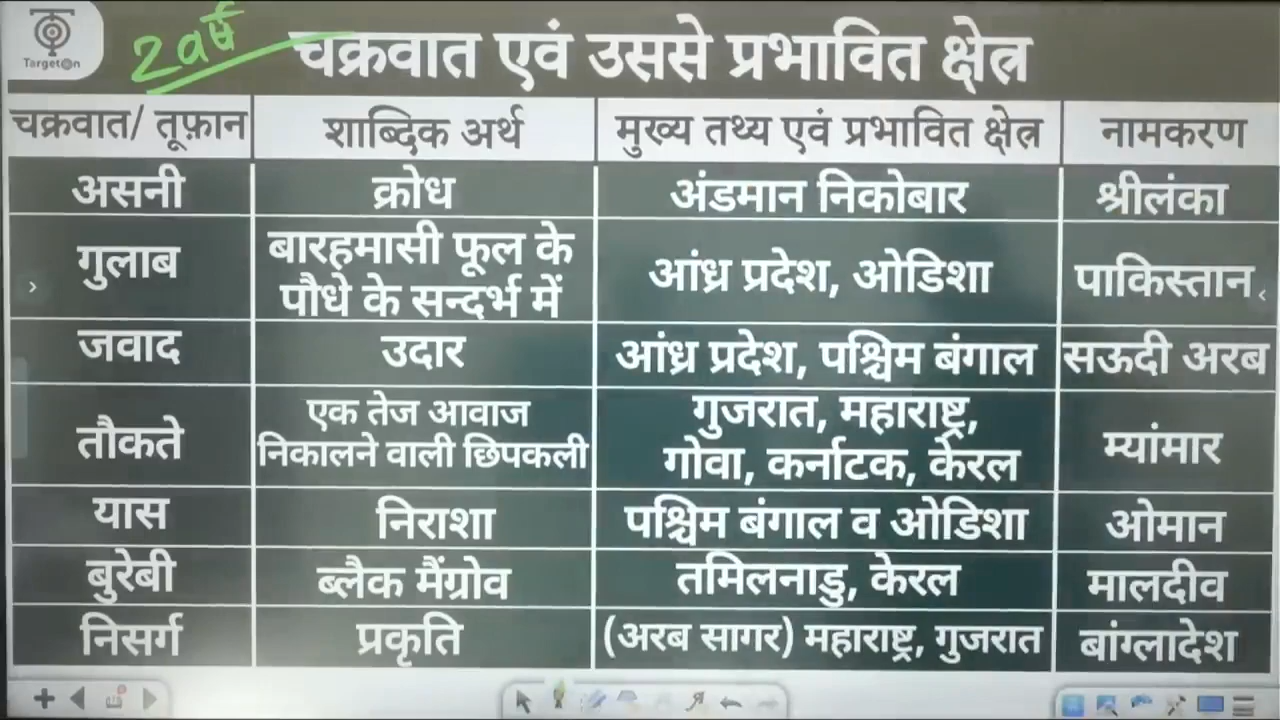 TargetOn
2वर्ष
चक्रवात एवं उससे प्रभावित क्षेत्र
चक्रवात/ तूफ़ान शाब्दिक अर्थ मुख्य तथ्य एवं प्रभावित क्षेत्र नामकरण
असनी क्रोध अंडमान निकोबार श्रीलंका
गुलाब बारहमासी फूल के पौधे के सन्दर्भ में आंध्र प्रदेश, ओडिशा पाकिस्तान
जवाद उदार आंध्र प्रदेश, पश्चिम बंगाल सऊदी अरब
तौकते एक तेज आवाज निकालने वाली छिपकली गुजरात, महाराष्ट्र, गोवा, कर्नाटक, केरल म्यांमार
यास निराशा पश्चिम बंगाल व ओडिशा ओमान
बुरेबी ब्लैक मैंग्रोव तमिलनाडु, केरल मालदीव
निसर्ग प्रकृति (अरब सागर) महाराष्ट्र, गुजरात बांग्लादेश